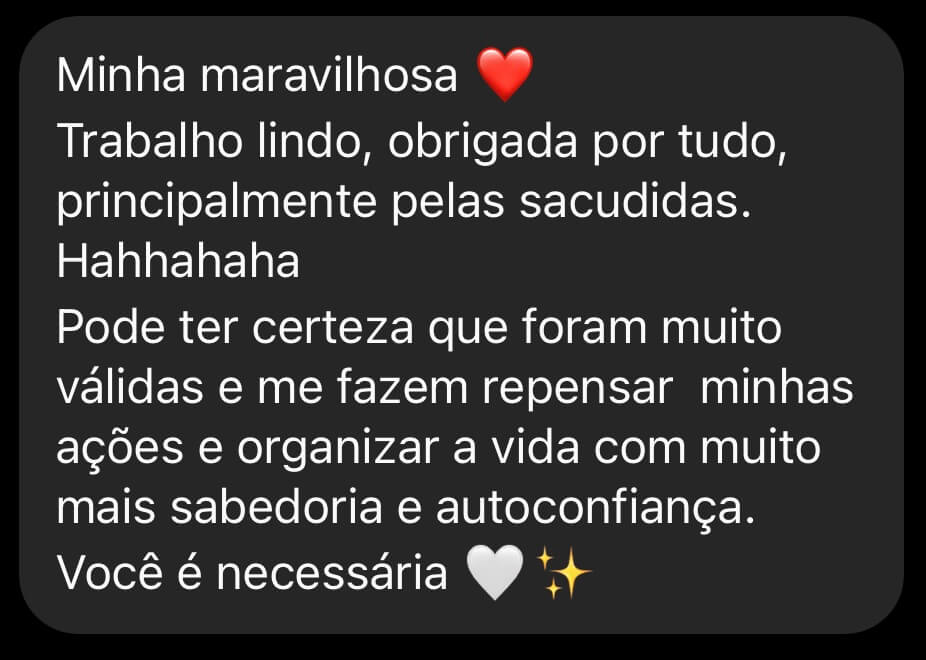 Minha maravilhosa ❤️
Trabalho lindo, obrigada por tudo,
principalmente pelas sacudidas.
Hahhahaha
Pode ter certeza que foram muito
válidas e me fazem repensar  minhas
ações e organizar a vida com muito
mais sabedoria e autoconfiança.
Você é necessária 🤍✨